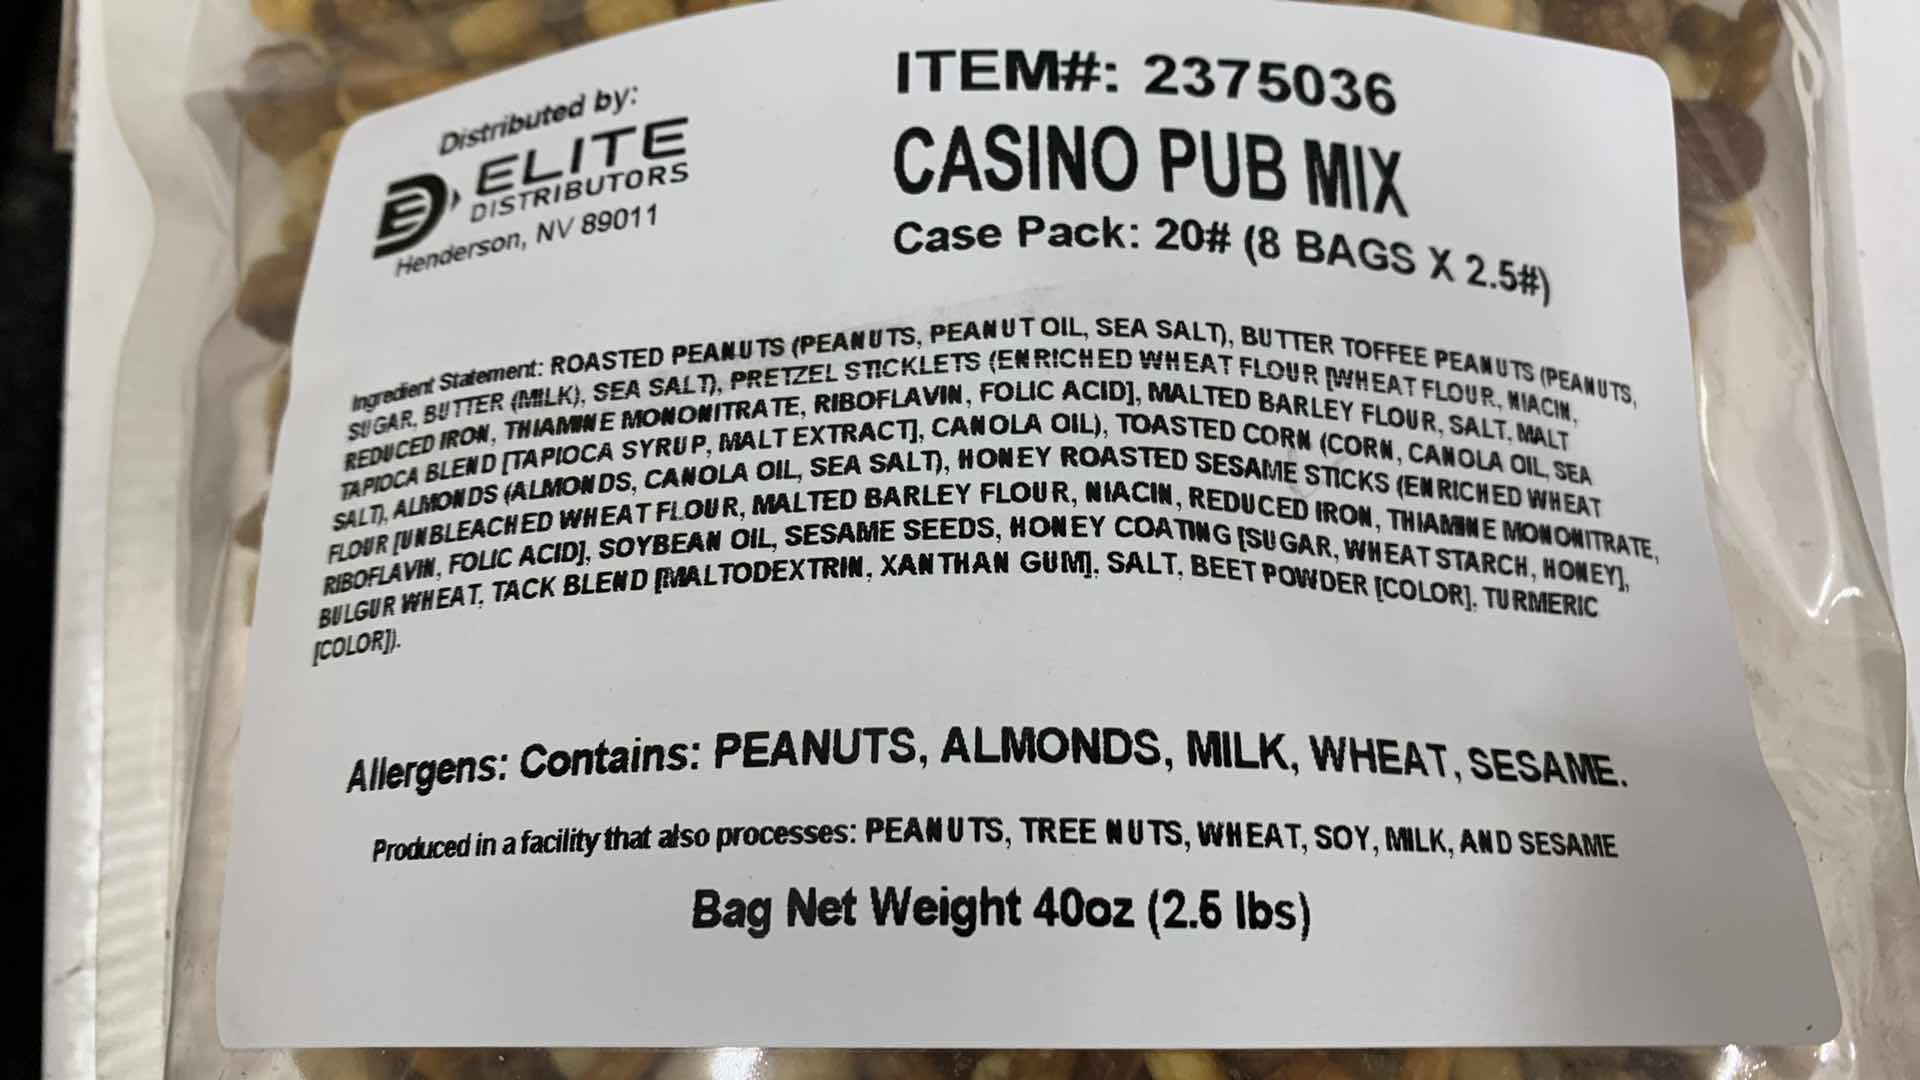 Distributed by:
ELITE
DISTRIBUTORS
Henderson, NV 89011
ITEM#: 2375036
CASINO PUB MIX
Case Pack: 20# (8 BAGS X 2.5#)
Ingredient Statement: ROASTED PEANUTS (PEANUTS, PEANUT OIL, SEA SALT), BUTTER TOFFEE PEANUTS (PEANUTS,
SUGAR, BUTTER (MILK), SEA SALT), PRETZEL STICKLETS (ENRICHED WHEAT FLOUR [WHEAT FLOUR, NIACIN,
REDUCED IRON, THIAMINE MONONITRATE, RIBOFLAVIN, FOLIC ACID], MALTED BARLEY FLOUR, SALT, MALT
TAPIOCA BLEND [TAPIOCA SYRUP, MALT EXTRACT], CANOLA OIL), TOASTED CORN (CORN, CANOLA OIL, SEA
SALT), ALMONDS (ALMONDS, CANOLA OIL, SEA SALT), HONEY ROASTED SESAME STICKS (ENRICHED WHEAT
FLOUR [UNBLEACHED WHEAT FLOUR, MALTED BARLEY FLOUR, NIACIN, REDUCED IRON, THIAMINE MONONITRATE,
RIBOFLAVIN, FOLIC ACID], SOYBEAN OIL, SESAME SEEDS, HONEY COATING [SUGAR, WHEAT STARCH, HONEY],
BULGUR WHEAT, TACK BLEND [MALTODEXTRIN, XANTHAN GUM], SALT, BEET POWDER [COLOR], TURMERIC
[COLOR]).
Allergens: Contains: PEANUTS, ALMONDS, MILK, WHEAT, SESAME.
Produced in a facility that also processes: PEANUTS, TREE NUTS, WHEAT, SOY, MILK, AND SESAME
Bag Net Weight 40oz (2.5 lbs)